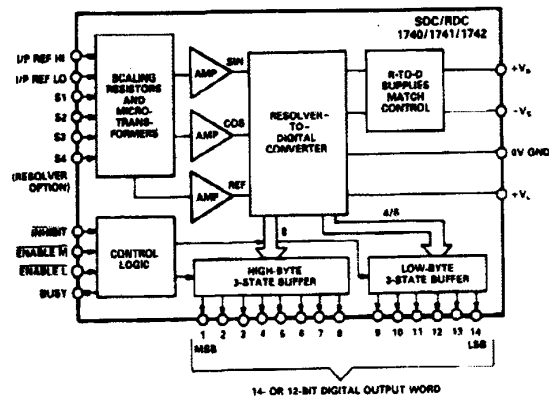 SDC/RDC
1740/1741/1742
I/P REF HI
I/P REF LO
S1
S2
S3
S4
(RESOLVER
OPTION)
SCALING
RESISTORS
AND
MICRO-
TRANS-
FORMERS
AMP
SIN
AMP
COS
AMP
REF
RESOLVER-
TO-
DIGITAL
CONVERTER
R-TO-D
SUPPLIES
MATCH
CONTROL
-VS
0V GND
+VL
INHIBIT
ENABLE M
ENABLE L
BUSY
CONTROL
LOGIC
8
4/6
HIGH-BYTE
3-STATE BUFFER
LOW-BYTE
3-STATE BUFFER
1 2 3 4 5 6 7 8 9 10 11 12 13 14
MSB LSB
14- OR 12-BIT DIGITAL OUTPUT WORD